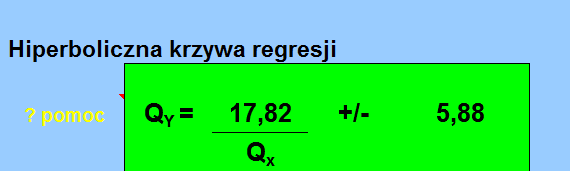 Hiperboliczna krzywa regresji
? pomoc
QY = 17,82 +/- 5,88
Qx